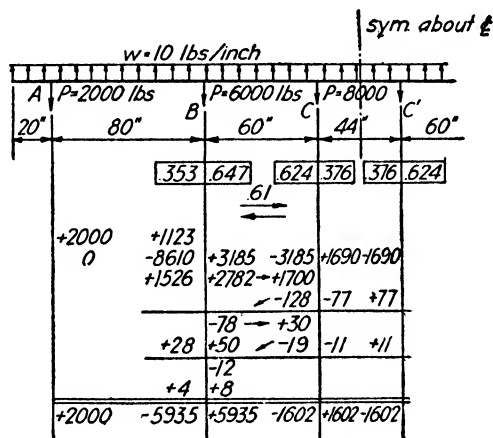 sym. about ℄
w=10 lbs/inch
A P=2000 lbs B P=6000 lbs C P=8000 C'
20" 80" 60" 44" 60"
.353 .647 .624 .376 .376 .624
.61
+2000 +1123
0 -8610 +3185 -3185 +1690 -1690
+1526 +2782 → +1700
-128 -77 +77
-78 → +30
+28 +50 -19 -11 +11
-12
+4 +8
+2000 -5935 +5935 -1602 +1602 -1602